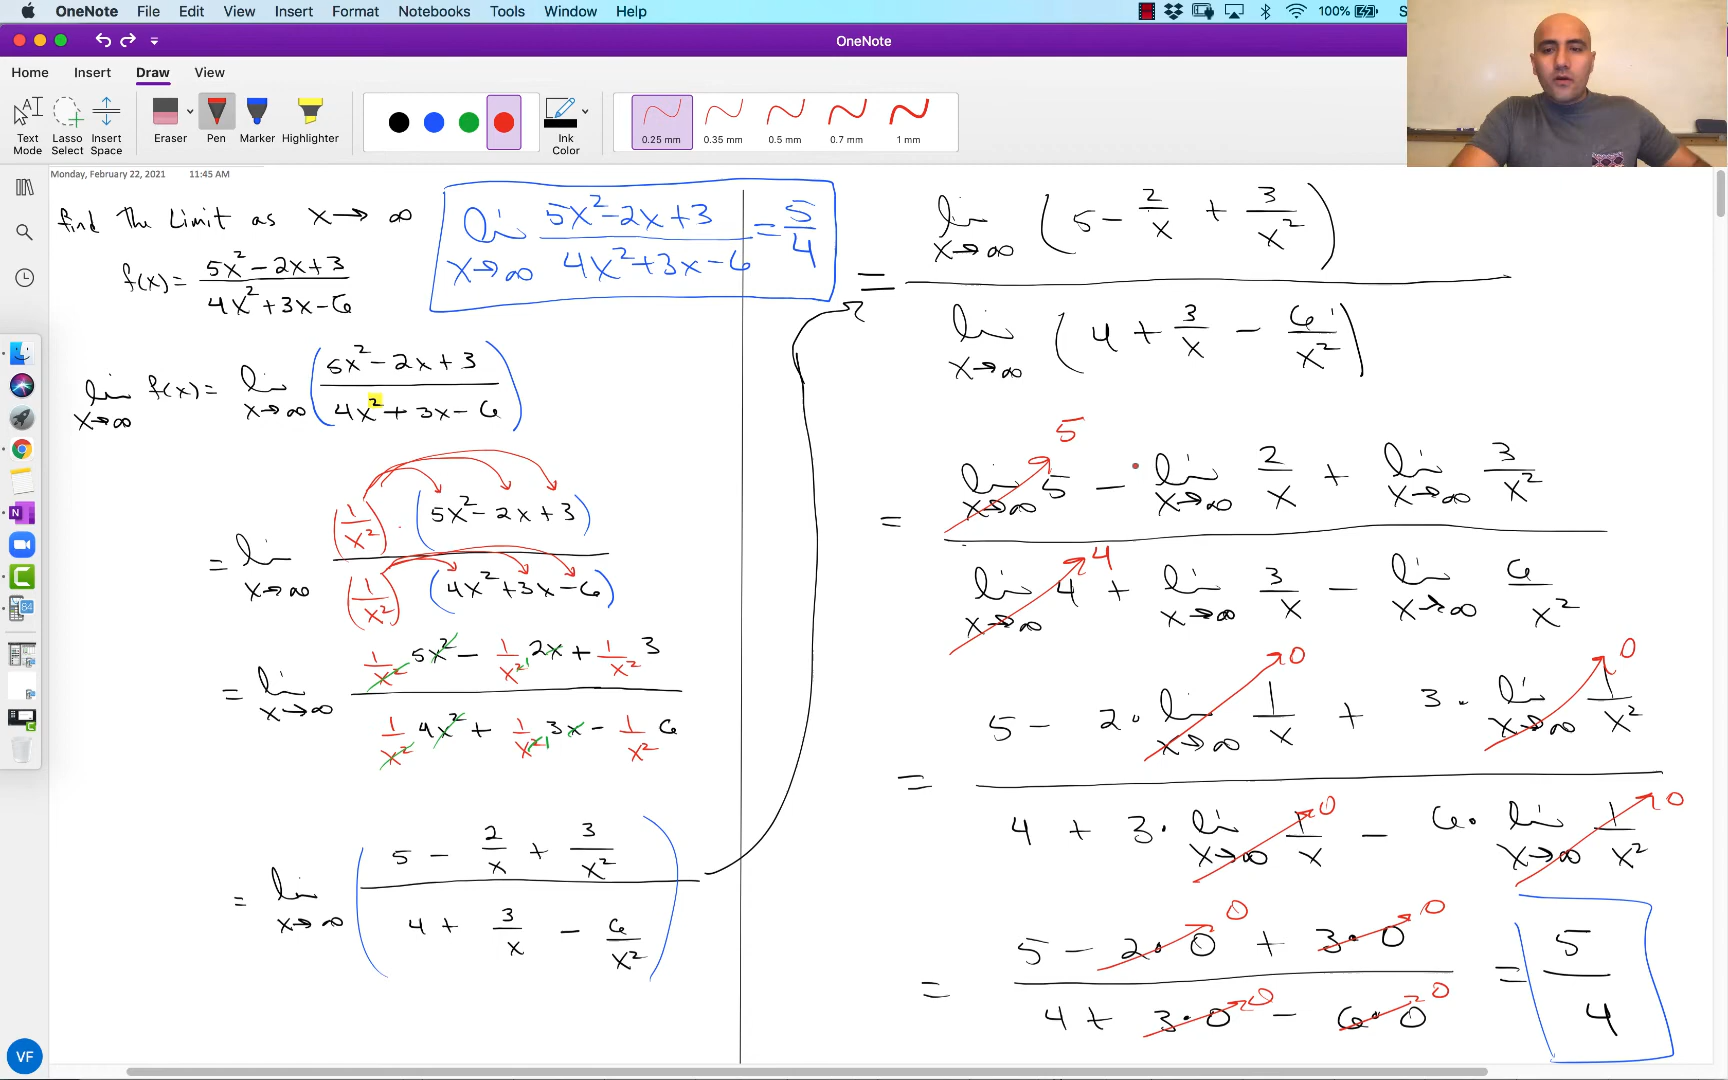 OneNote File Edit View Insert Format Notebooks Tools Window Help 100%
OneNote
Home Insert Draw View
Text Mode Lasso Select Insert Space Eraser Pen Marker Highlighter Ink Color 0.25 mm 0.35 mm 0.5 mm 0.7 mm 1 mm
Monday, February 22, 2021 11:45 AM
find the Limit as x → ∞
f(x) = (5x² − 2x + 3) / (4x² + 3x − 6)
lim x→∞ (5x² − 2x + 3) / (4x² + 3x − 6) = 5/4
lim x→∞ f(x) = lim x→∞ ( (5x² − 2x + 3) / (4x² + 3x − 6) )
= lim x→∞ (1/x²) · (5x² − 2x + 3) / (1/x²) (4x² + 3x − 6)
= lim x→∞ (1/x² 5x² − 1/x² 2x + 1/x² 3) / (1/x² 4x² + 1/x² 3x − 1/x² 6)
= lim x→∞ ( (5 − 2/x + 3/x²) / (4 + 3/x − 6/x²) )
= lim x→∞ (5 − 2/x + 3/x²) / lim x→∞ (4 + 3/x − 6/x²)
5
= (lim x→∞ 5 − lim x→∞ 2/x + lim x→∞ 3/x²) / (lim x→∞ 4 + lim x→∞ 3/x − lim x→∞ 6/x²)
4
0 0
= (5 − 2 · lim x→∞ 1/x + 3 · lim x→∞ 1/x²) / (4 + 3 · lim x→∞ 1/x − 6 · lim x→∞ 1/x²)
0 0
0 0
= (5 − 2·0 + 3·0) / (4 + 3·0 − 6·0) = 5/4
0 0
VF